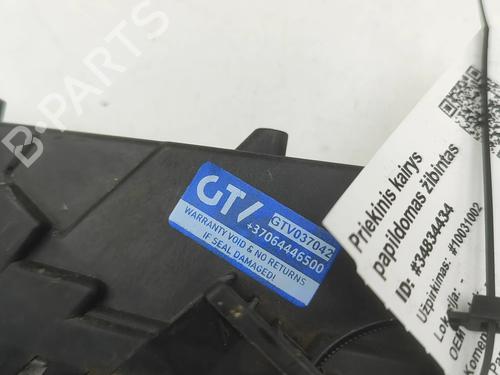 B-PARTS
GTV
GTV037042
+37064446500
WARRANTY VOID & NO RETURNS
IF SEAL DAMAGED!
Priekinis kairys
papildomas žibintas
ID: #34834434
Užpirkimas: #10031002